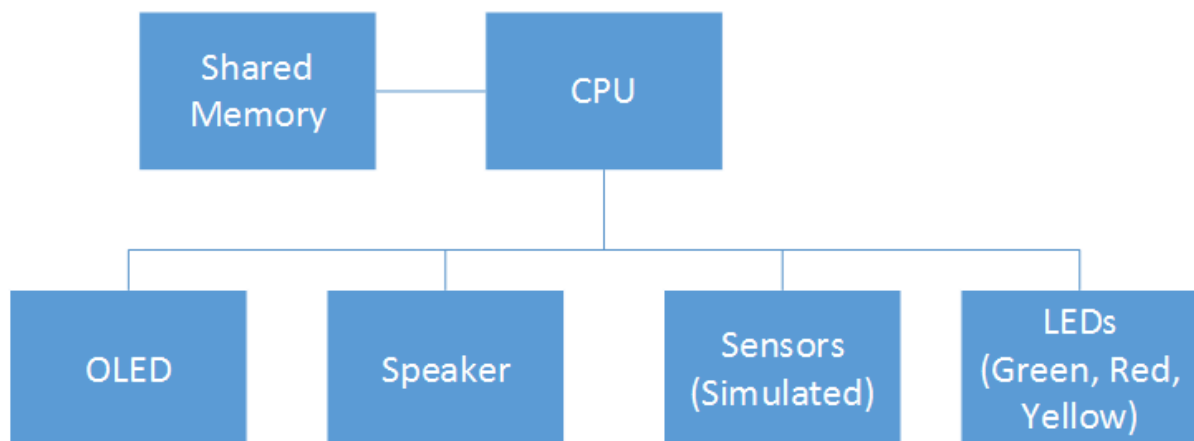 Shared
Memory
CPU
OLED
Speaker
Sensors
(Simulated)
LEDs
(Green, Red,
Yellow)